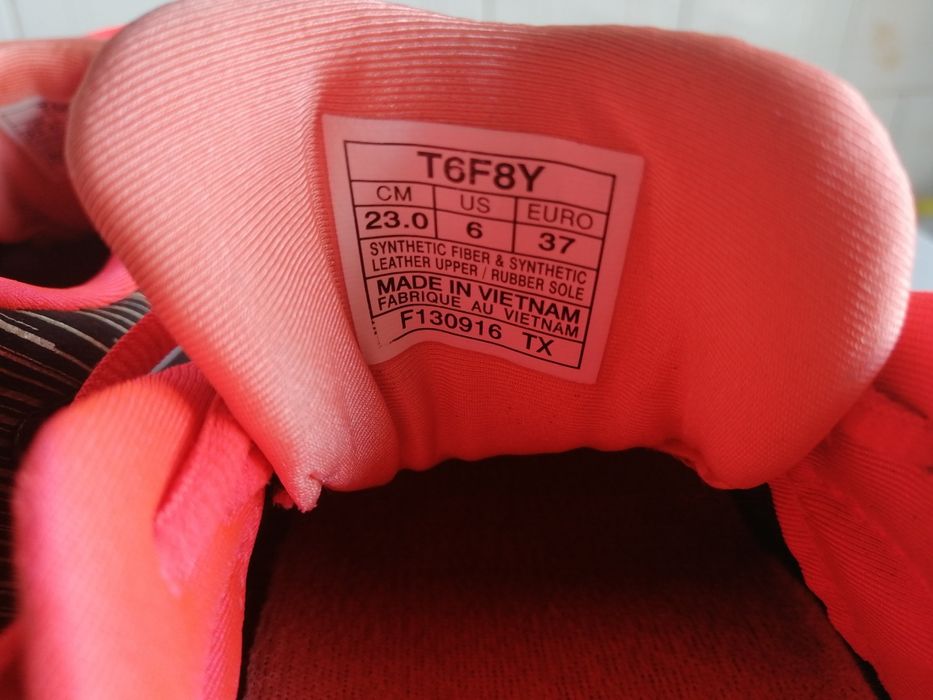 T6F8Y
CM US EURO
23.0 6 37
SYNTHETIC FIBER & SYNTHETIC
LEATHER UPPER / RUBBER SOLE
MADE IN VIETNAM
FABRIQUE AU VIETNAM
F130916 TX